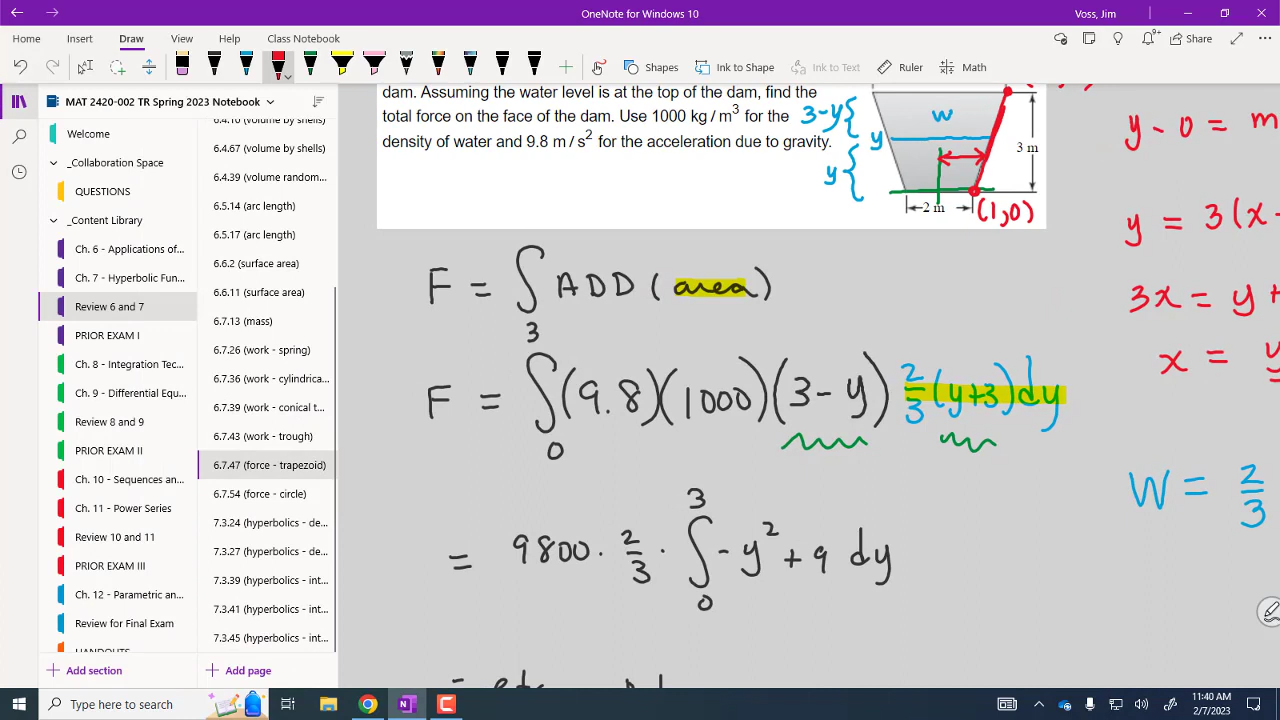 OneNote for Windows 10
Voss, Jim
Home Insert Draw View Help Class Notebook
Share
Shapes Ink to Shape Ink to Text Ruler Math
MAT 2420-002 TR Spring 2023 Notebook
Welcome
_Collaboration Space
QUESTIONS
_Content Library
Ch. 6 - Applications of...
Ch. 7 - Hyperbolic Fun...
Review 6 and 7
PRIOR EXAM I
Ch. 8 - Integration Tec...
Ch. 9 - Differential Equ...
Review 8 and 9
PRIOR EXAM II
Ch. 10 - Sequences an...
Ch. 11 - Power Series
Review 10 and 11
PRIOR EXAM III
Ch. 12 - Parametric an...
Review for Final Exam
HANDOUTS
Add section
6.4.10 (volume by shells)
6.4.67 (volume by shells)
6.4.39 (volume random...
6.5.14 (arc length)
6.5.17 (arc length)
6.6.2 (surface area)
6.6.11 (surface area)
6.7.13 (mass)
6.7.26 (work - spring)
6.7.36 (work - cylindrica...
6.7.39 (work - conical t...
6.7.43 (work - trough)
6.7.47 (force - trapezoid)
6.7.54 (force - circle)
7.3.24 (hyperbolics - de...
7.3.27 (hyperbolics - de...
7.3.39 (hyperbolics - int...
7.3.41 (hyperbolics - int...
7.3.45 (hyperbolics - int...
Add page
dam. Assuming the water level is at the top of the dam, find the
total force on the face of the dam. Use 1000 kg/m³ for the
density of water and 9.8 m/s² for the acceleration due to gravity.
3-y
w
y
y
3 m
2 m
(1,0)
y - 0 = m
y = 3(x -
3x = y +
x = y
W = 2/3
F = ∫ ADD (area)
F = ∫₀³ (9.8)(1000)(3-y) 2/3 (y+3) dy
= 9800 · 2/3 · ∫₀³ -y² + 9 dy
Type here to search
11:40 AM
2/7/2023